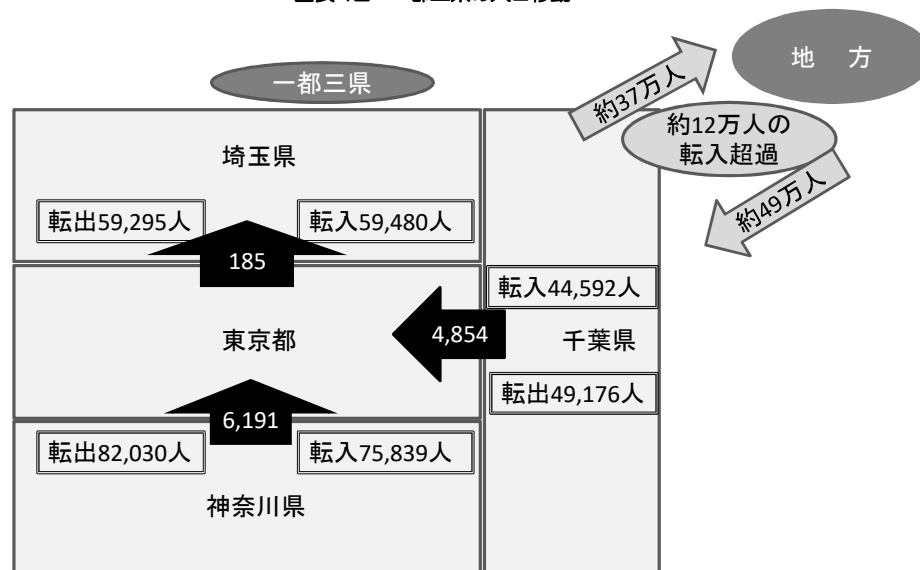 地 方
一都三県
約37万人
約12万人の
転入超過
約49万人
埼玉県
転出59,295人
転入59,480人
185
転入44,592人
東京都
4,854
千葉県
転出49,176人
6,191
転出82,030人
転入75,839人
神奈川県